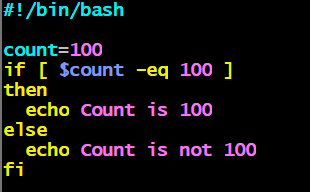 #!/bin/bash

count=100
if [ $count -eq 100 ]
then
  echo Count is 100
else
  echo Count is not 100
fi